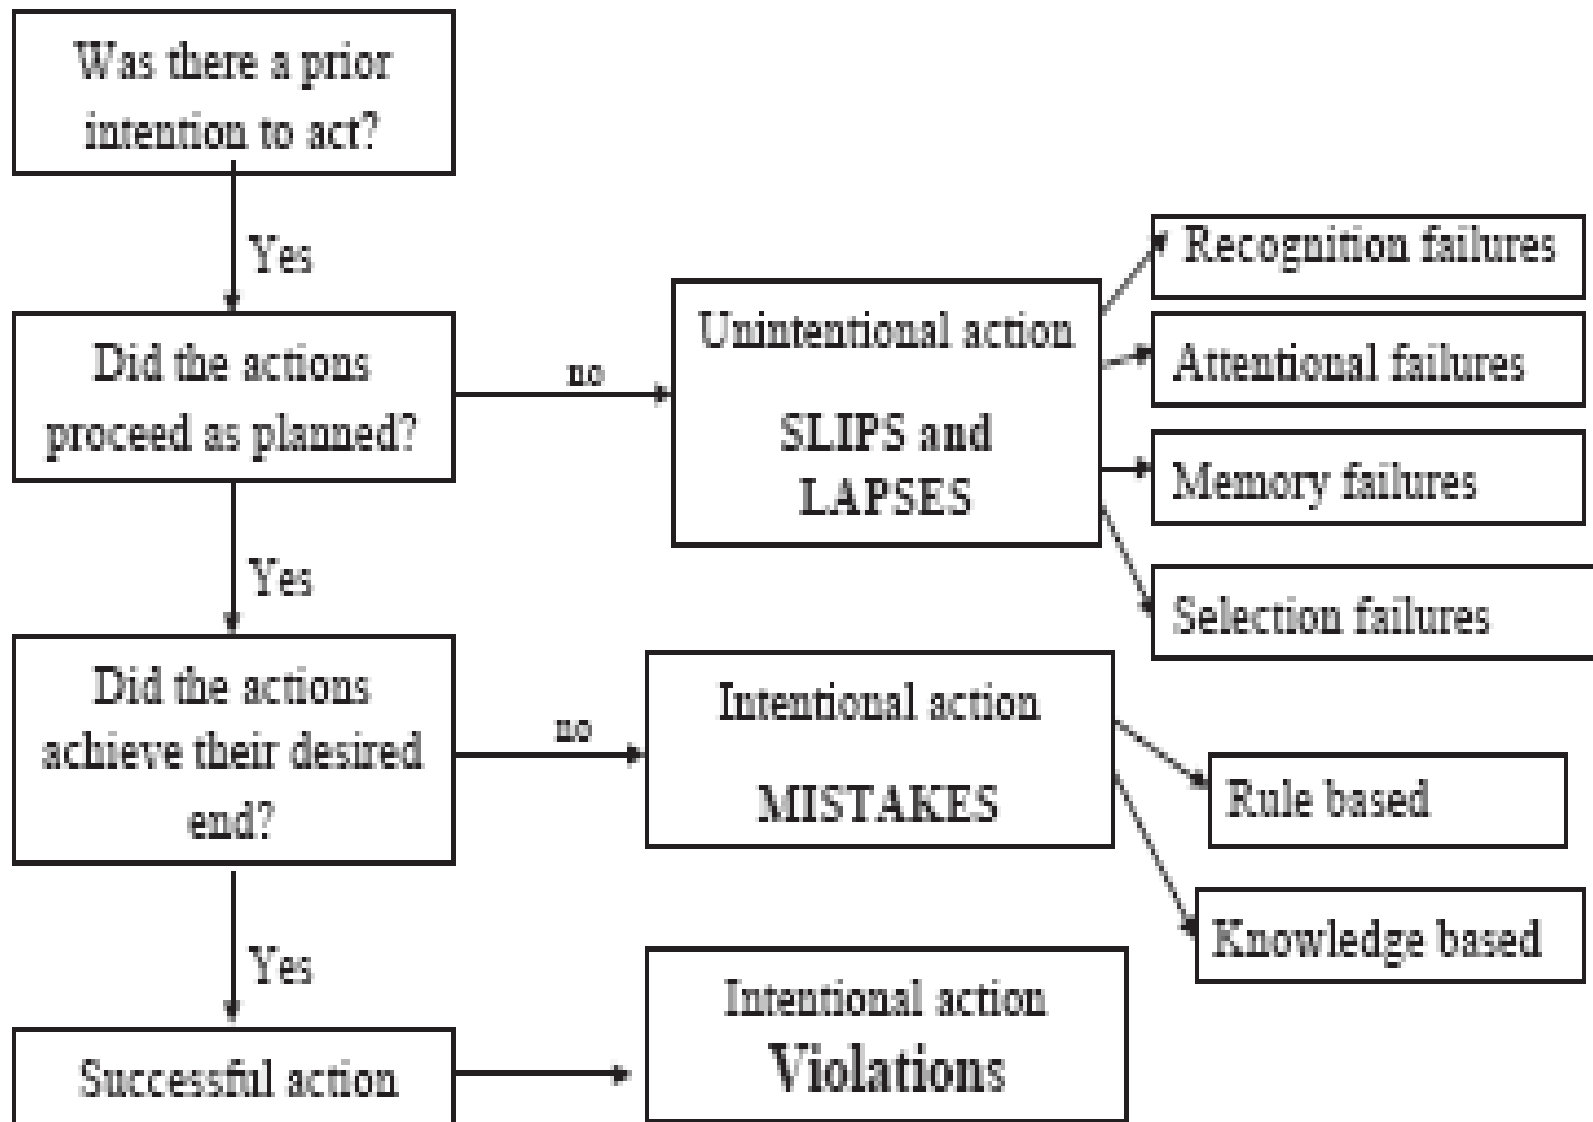 Was there a prior
intention to act?
Yes
Recognition failures
Did the actions
proceed as planned?
no
Unintentional action
SLIPS and
LAPSES
Attentional failures
Memory failures
Selection failures
Yes
Did the actions
achieve their desired
end?
no
Intentional action
MISTAKES
Rule based
Knowledge based
Yes
Successful action
Intentional action
Violations